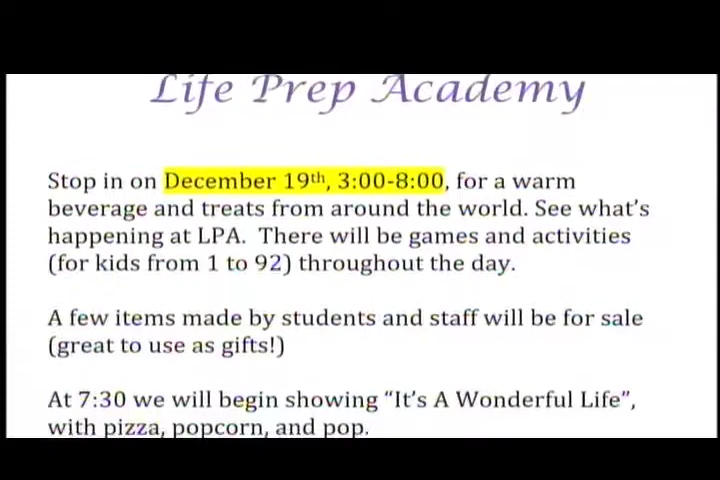 Life Prep Academy
Stop in on December 19th, 3:00-8:00, for a warm
beverage and treats from around the world. See what's
happening at LPA.  There will be games and activities
(for kids from 1 to 92) throughout the day.
A few items made by students and staff will be for sale
(great to use as gifts!)
At 7:30 we will begin showing “It's A Wonderful Life”,
with pizza, popcorn, and pop.